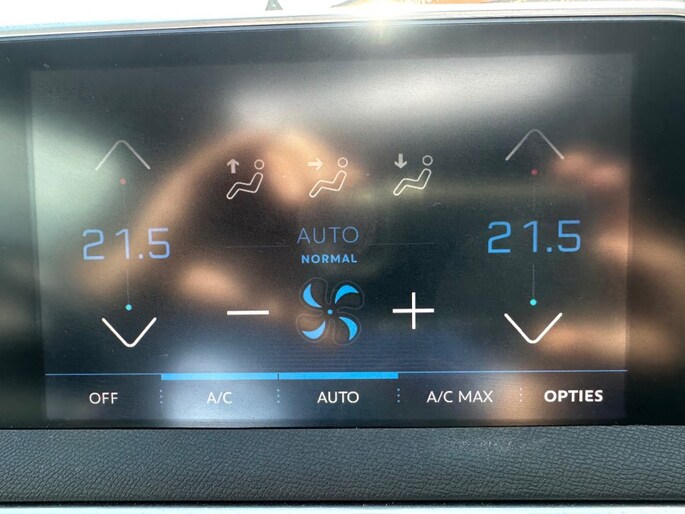 21.5
AUTO
NORMAL
21.5
OFF
A/C
AUTO
A/C MAX
OPTIES